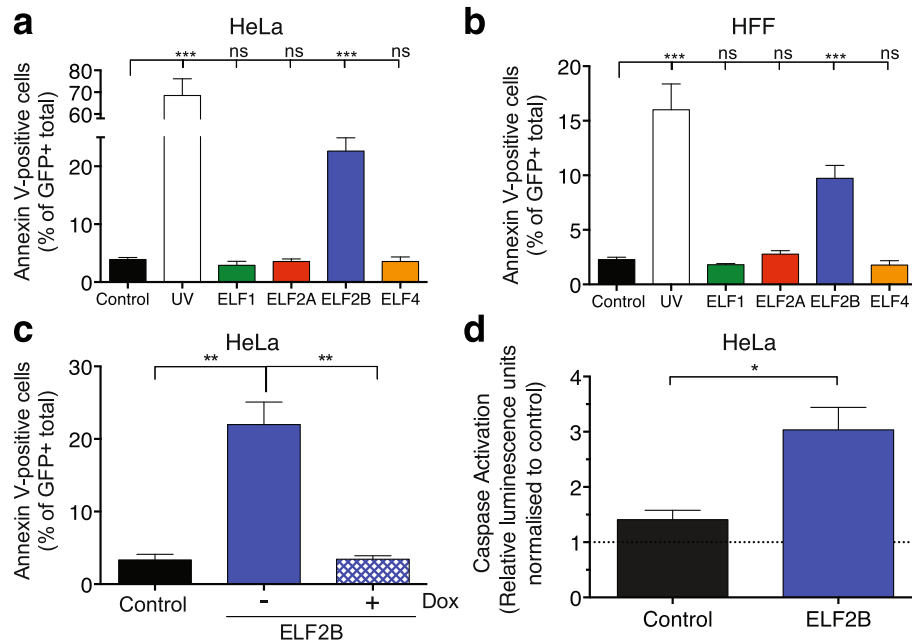 a
HeLa
*** ns ns *** ns
Annexin V-positive cells
(% of GFP+ total)
80
70
60
20
10
0
Control UV ELF1 ELF2A ELF2B ELF4
b
HFF
*** ns ns *** ns
Annexin V-positive cells
(% of GFP+ total)
20
15
10
5
0
Control UV ELF1 ELF2A ELF2B ELF4
c
HeLa
** **
Annexin V-positive cells
(% of GFP+ total)
30
20
10
0
Control - + Dox
ELF2B
d
HeLa
*
Caspase Activation
(Relative luminescence units
normalised to control)
4
3
2
1
1
0
Control ELF2B